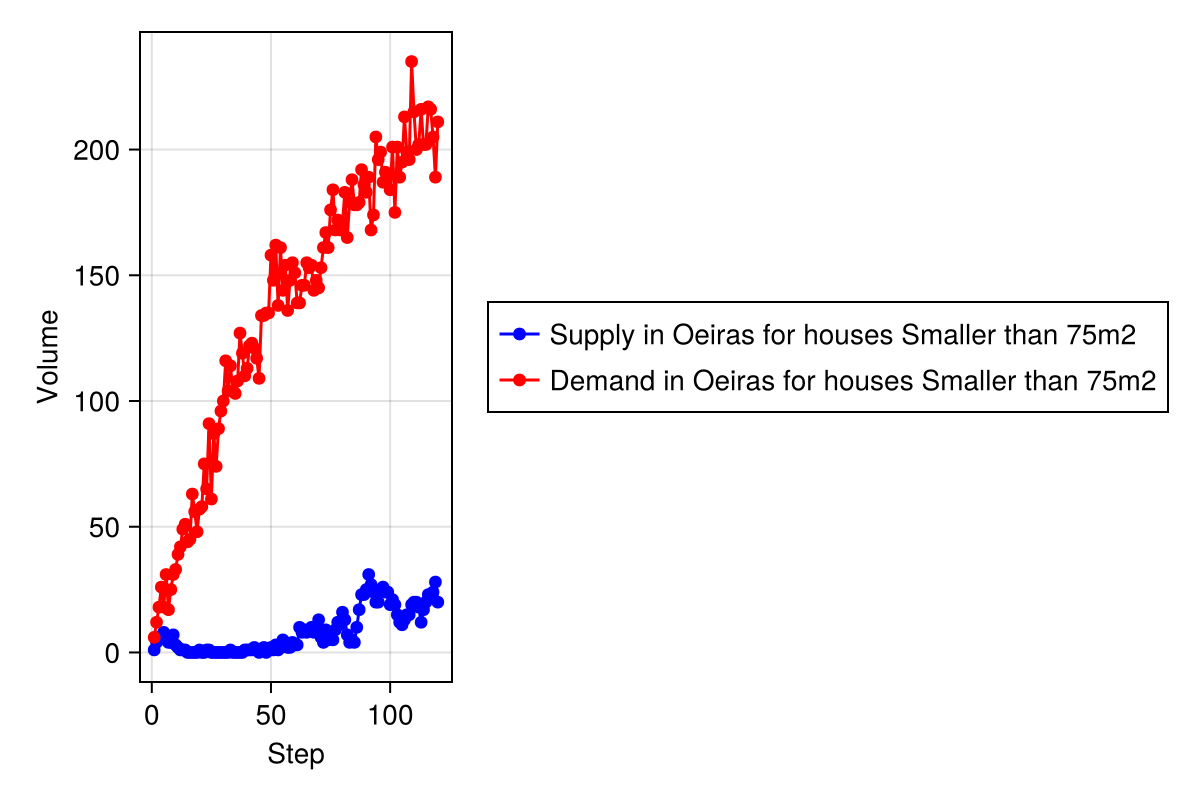 Volume
200
150
100
50
0
0 50 100
Step
Supply in Oeiras for houses Smaller than 75m2
Demand in Oeiras for houses Smaller than 75m2